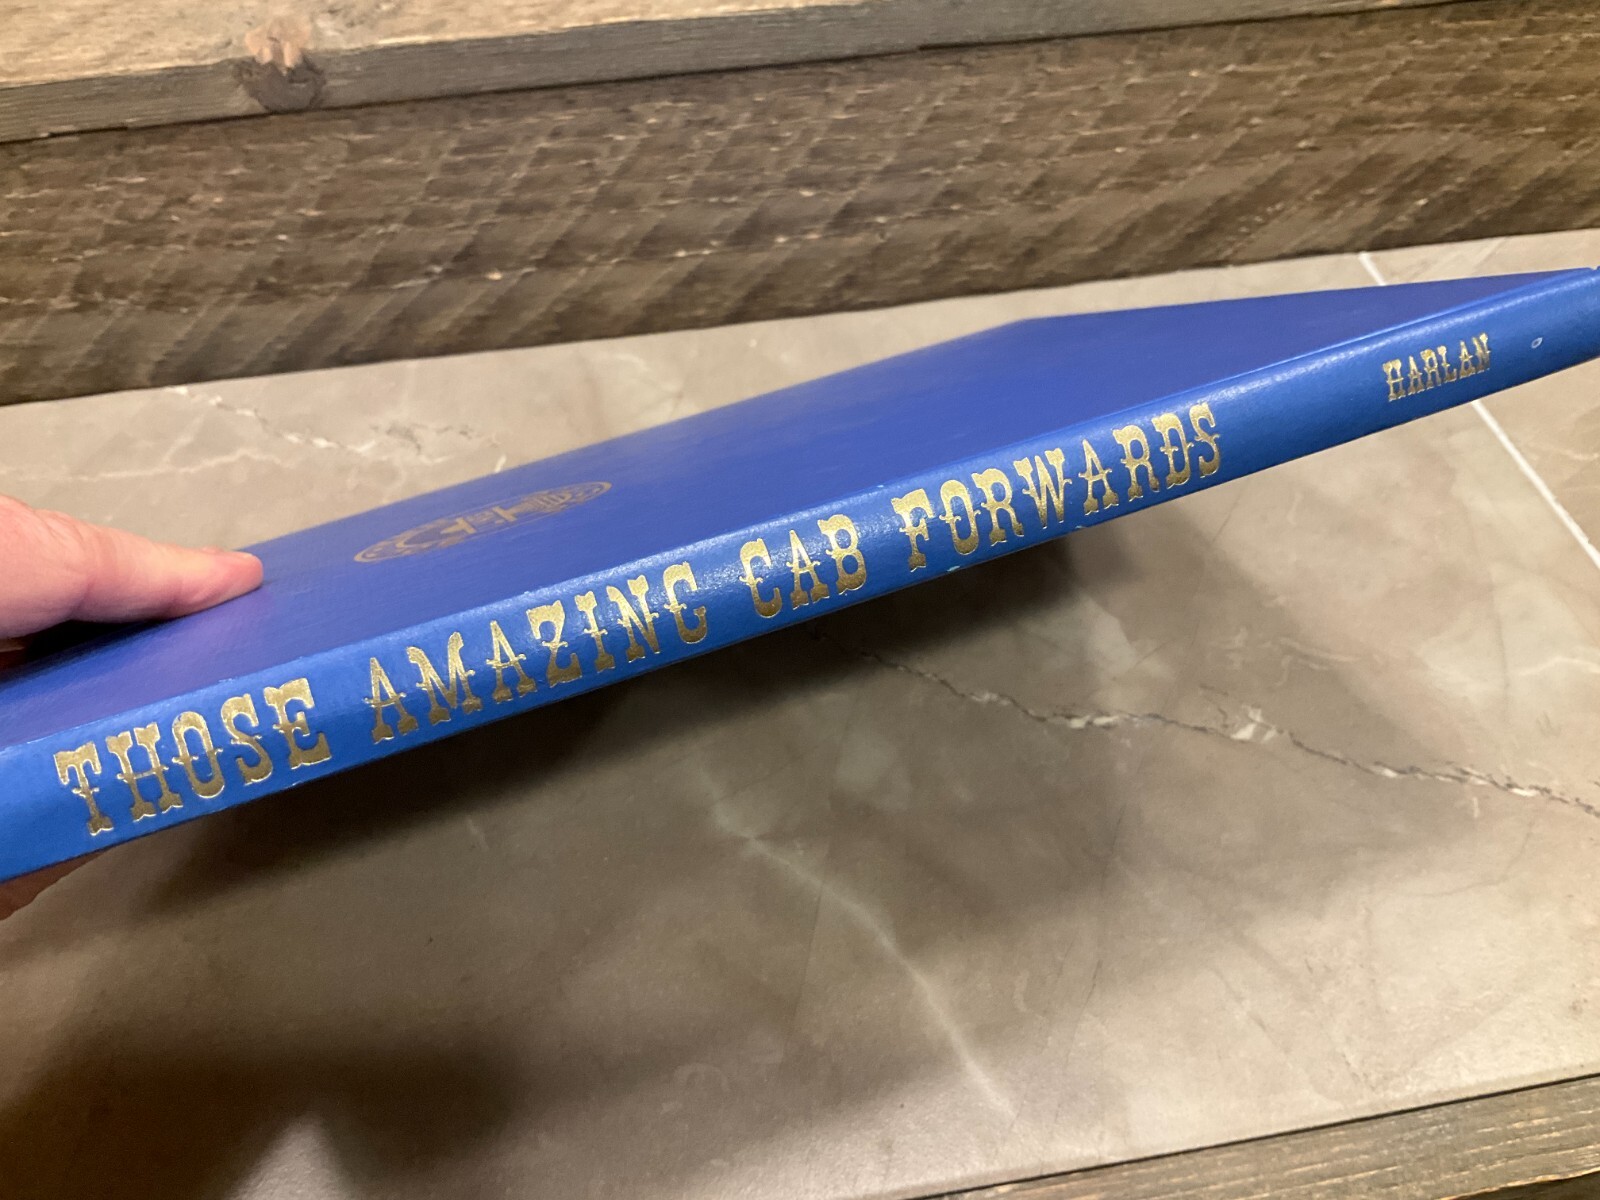 THOSE AMAZING CAB FORWARDS
HARLAN